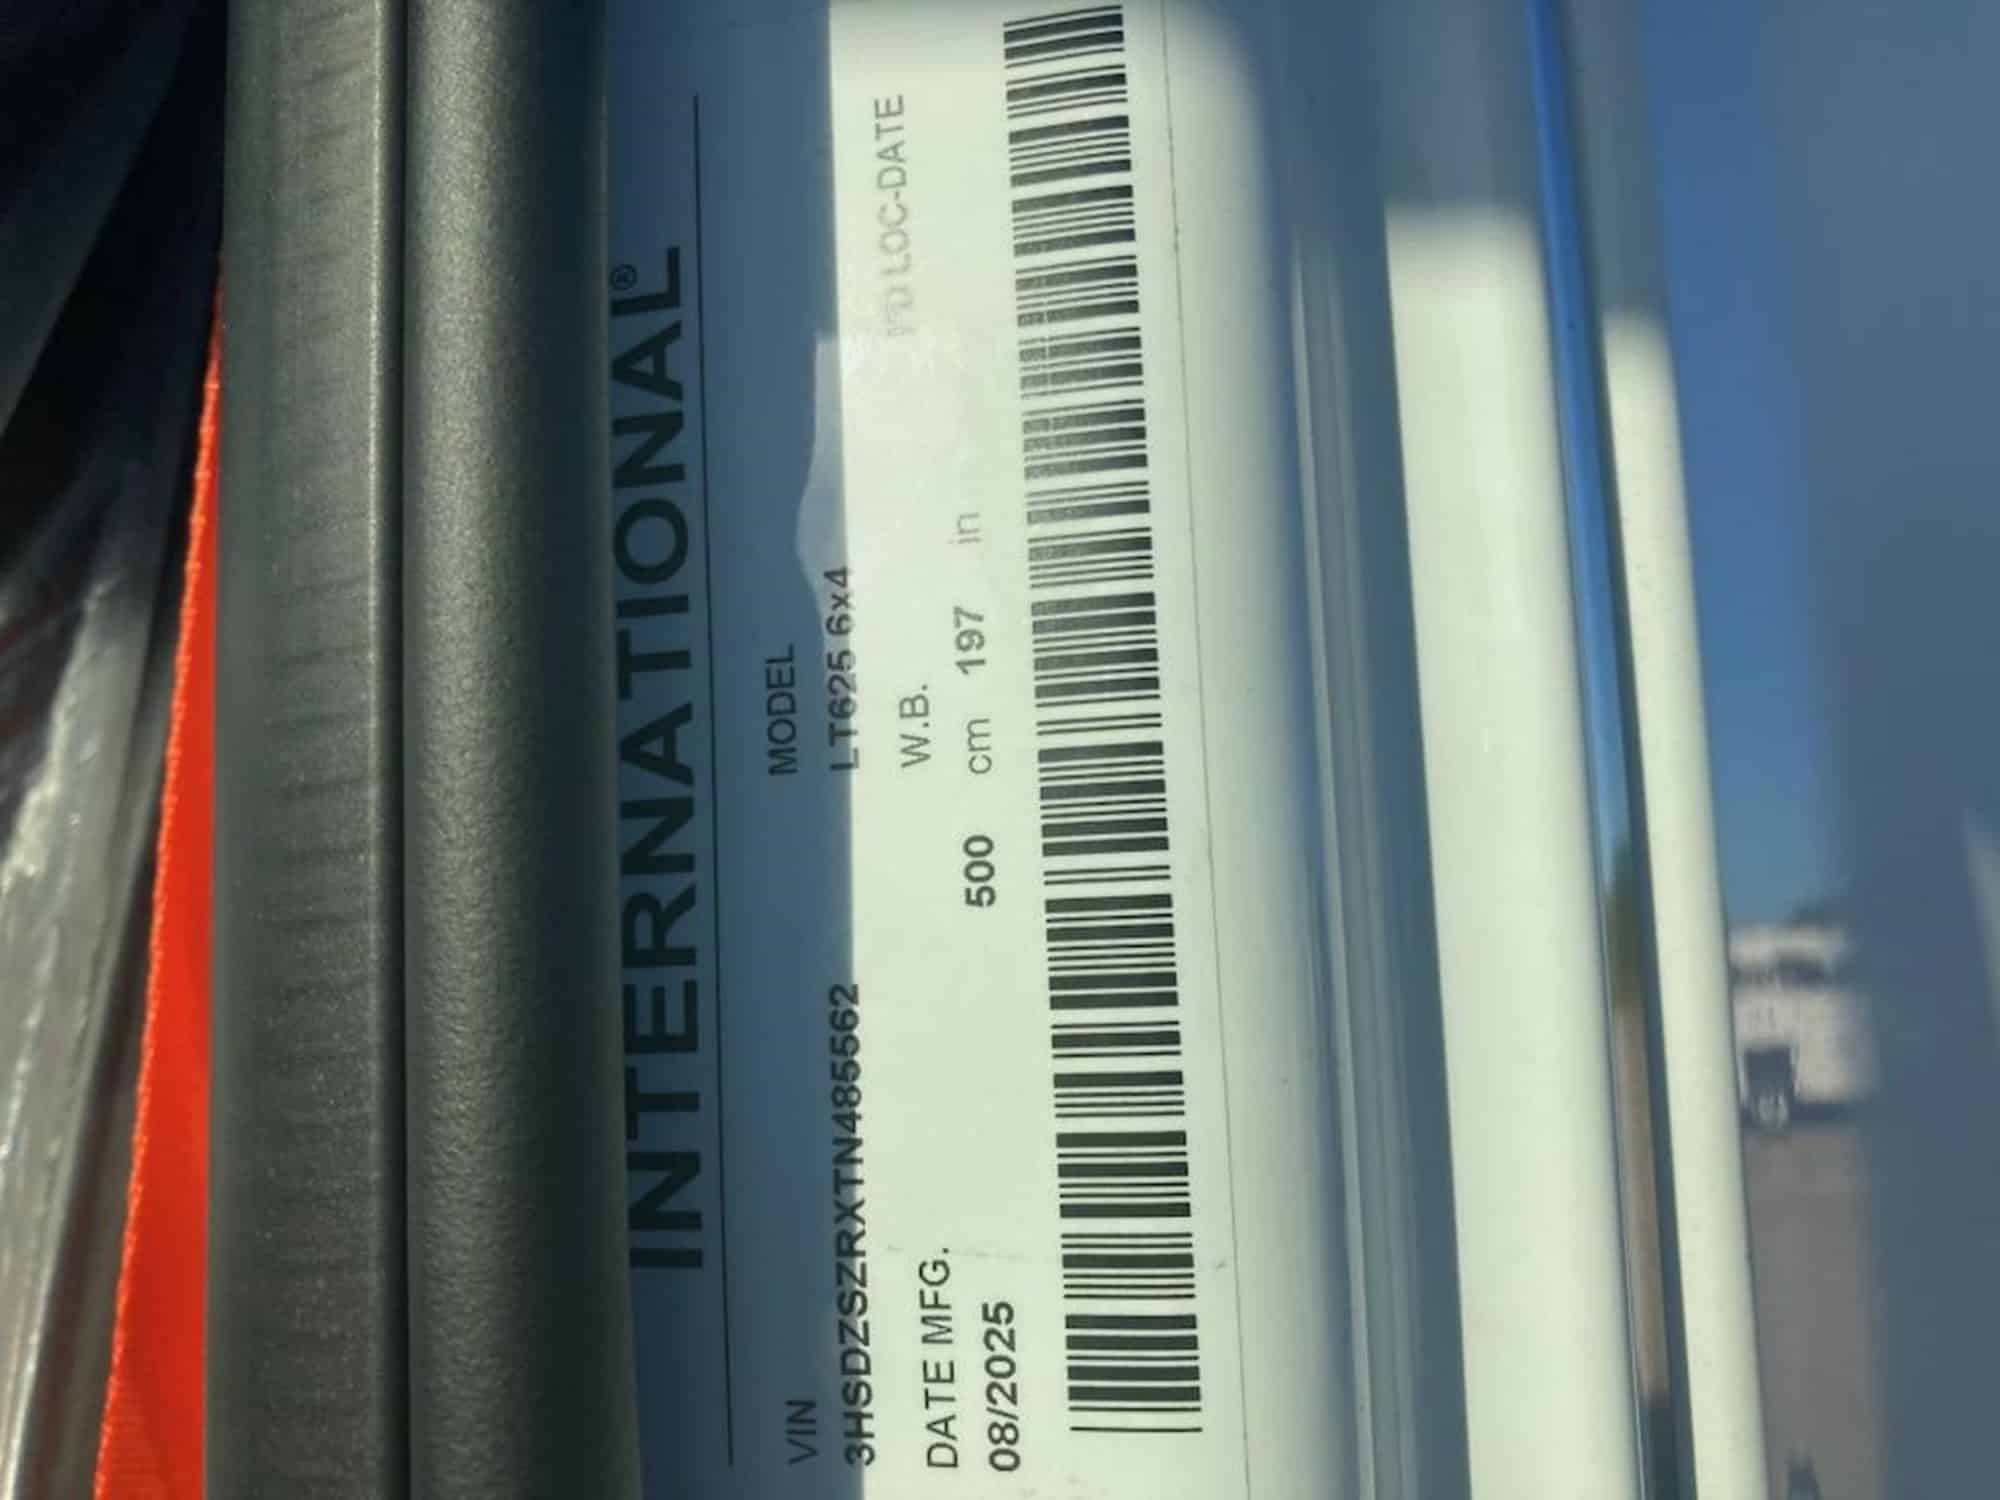 INTERNATIONAL®
VIN MODEL
3HSDZSZRXTN485562 LT625 6x4
DATE MFG. W.B. LOC-DATE
08/2025 500 cm 197 in